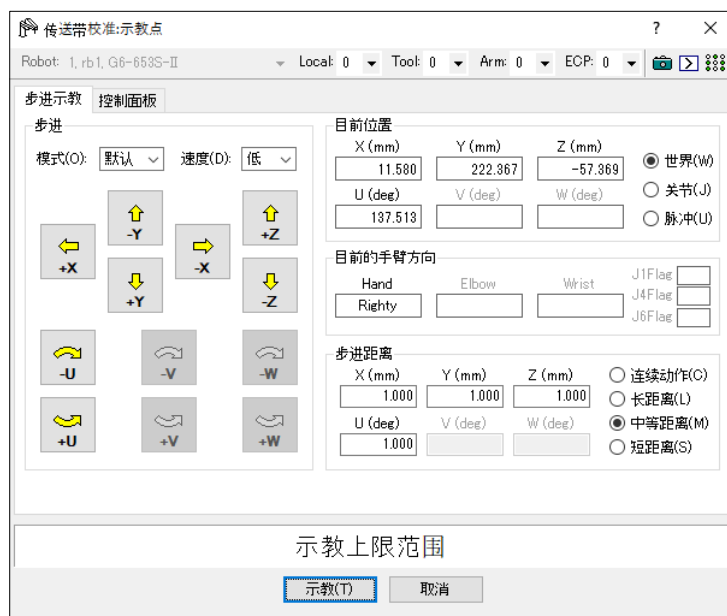 传送带校准:示教点
Robot: 1, rb1, G6-653S-II Local: 0 Tool: 0 Arm: 0 ECP: 0
步进示教 控制面板
步进
模式(O): 默认 速度(D): 低
-Y +Z
+X -X
+Y -Z
-U -V -W
+U +V +W
目前位置
X (mm) Y (mm) Z (mm)
11.580 222.367 -57.369
U (deg) V (deg) W (deg)
137.513
世界(W)
关节(J)
脉冲(U)
目前的手臂方向
Hand Elbow Wrist
Righty
J1Flag
J4Flag
J6Flag
步进距离
X (mm) Y (mm) Z (mm)
1.000 1.000 1.000
U (deg) V (deg) W (deg)
1.000
连续动作(C)
长距离(L)
中等距离(M)
短距离(S)
示教上限范围
示教(T) 取消